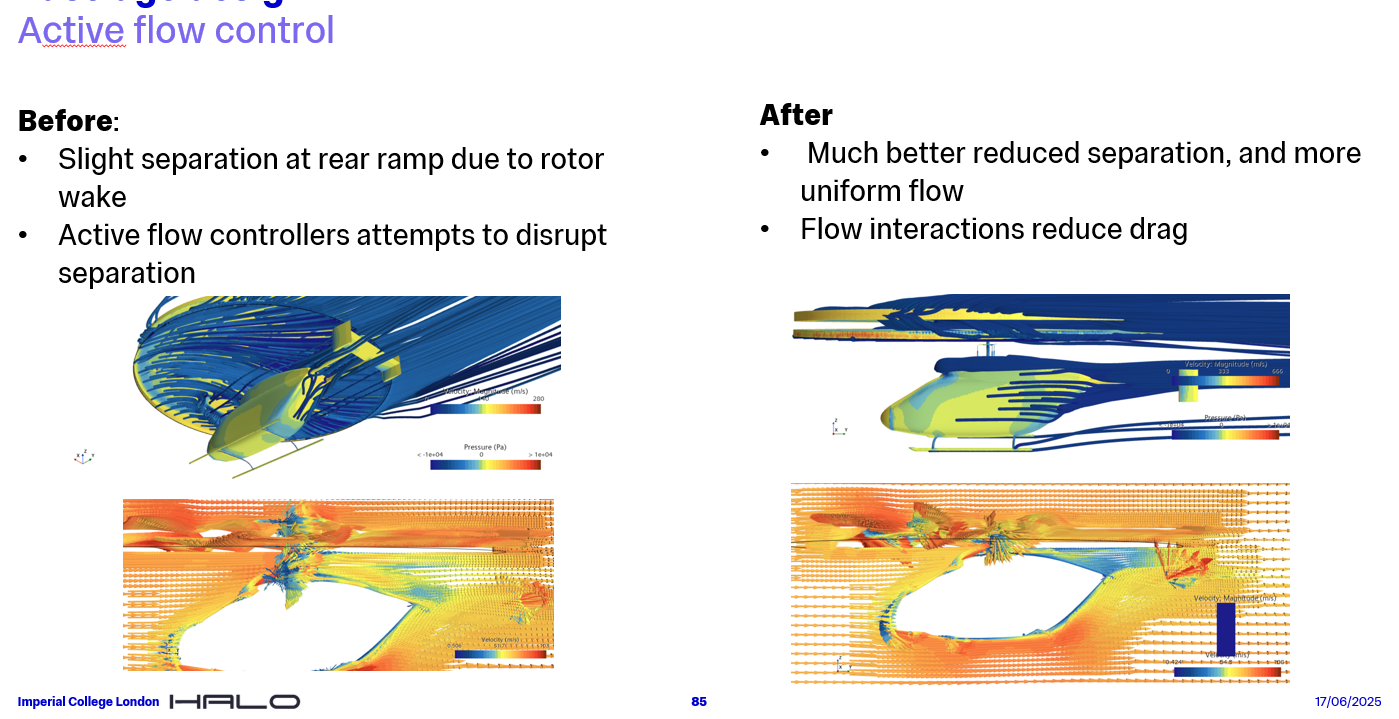 Active flow control
Before:
• Slight separation at rear ramp due to rotor
wake
• Active flow controllers attempts to disrupt
separation
After
• Much better reduced separation, and more
uniform flow
• Flow interactions reduce drag
Velocity: Magnitude (m/s)
280
Pressure (Pa)
< -1e+04 0 > 1e+04
Velocity: Magnitude (m/s)
0 333 666
Pressure (Pa)
0
Velocity (m/s)
Velocity: Magnitude (m/s)
Imperial College London HALO
85
17/06/2025